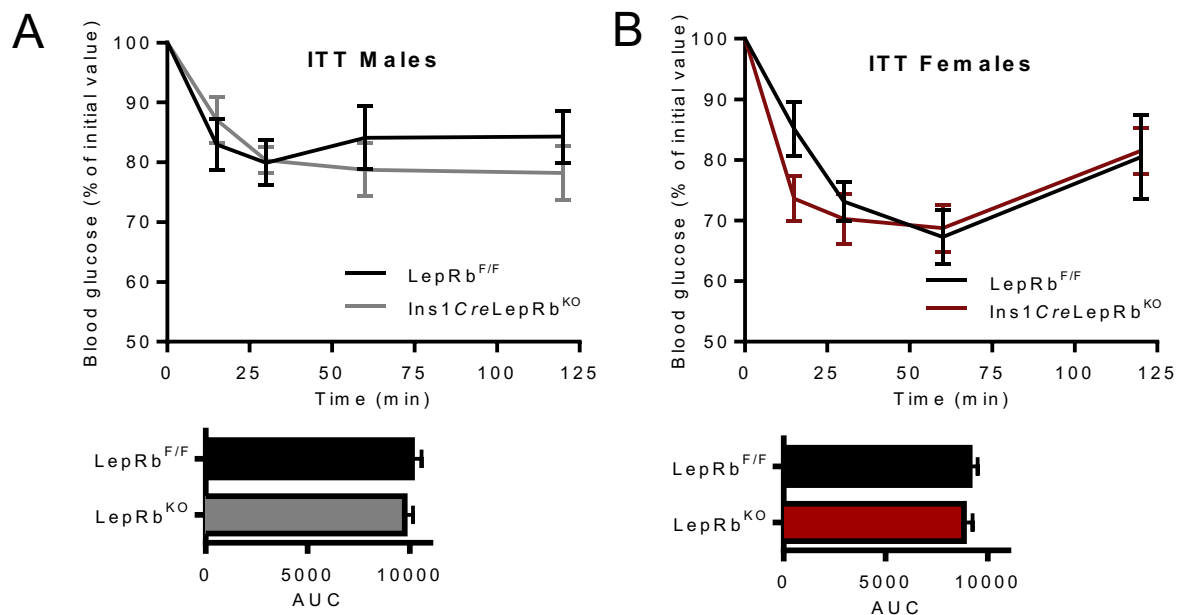 A
ITT Males
Blood glucose (% of initial value)
100
90
80
70
60
50
LepRb^F/F
Ins1CreLepRb^KO
0 25 50 75 100 125
Time (min)
LepRb^F/F
LepRb^KO
0 5000 10000
AUC
B
ITT Females
Blood glucose (% of initial value)
100
90
80
70
60
50
LepRb^F/F
Ins1CreLepRb^KO
0 25 50 75 100 125
Time (min)
LepRb^F/F
LepRb^KO
0 5000 10000
AUC